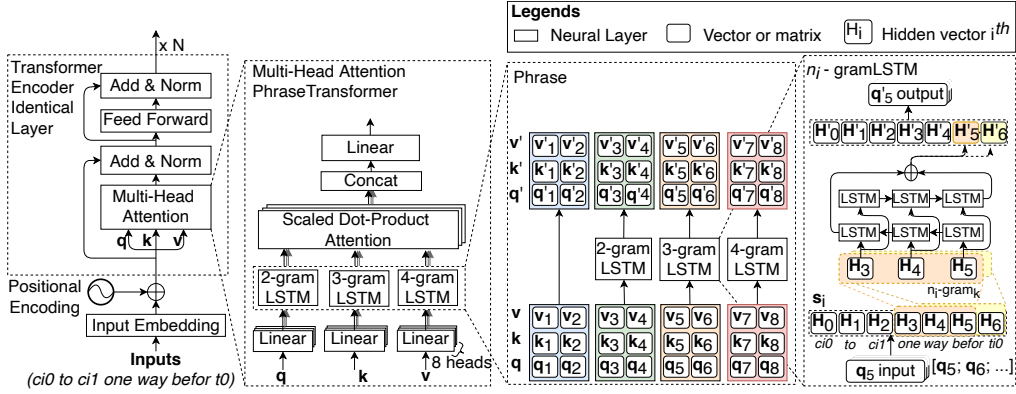 Legends
Neural Layer
Vector or matrix
Hi
Hidden vector i^th
x N
Transformer
Encoder
Identical
Layer
Add & Norm
Feed Forward
Add & Norm
Multi-Head
Attention
q k v
Positional
Encoding
Input Embedding
Inputs
(ci0 to ci1 one way befor t0)
Multi-Head Attention
PhraseTransformer
Linear
Concat
Scaled Dot-Product
Attention
2-gram LSTM
3-gram LSTM
4-gram LSTM
Linear Linear Linear
8 heads
q k v
Phrase
v' v'1 v'2 v'3 v'4 v'5 v'6 v'7 v'8
k' k'1 k'2 k'3 k'4 k'5 k'6 k'7 k'8
q' q'1 q'2 q'3 q'4 q'5 q'6 q'7 q'8
2-gram LSTM
3-gram LSTM
4-gram LSTM
v v1 v2 v3 v4 v5 v6 v7 v8
k k1 k2 k3 k4 k5 k6 k7 k8
q q1 q2 q3 q4 q5 q6 q7 q8
ni - gramLSTM
q'5 output
H'0 H'1 H'2 H'3 H'4 H'5 H'6
LSTM LSTM LSTM
LSTM LSTM LSTM
H3 H4 H5
ni-gramk
si
H0 H1 H2 H3 H4 H5 H6
ci0 to ci1 one way befor ti0
q5 input [q5; q6; ...]